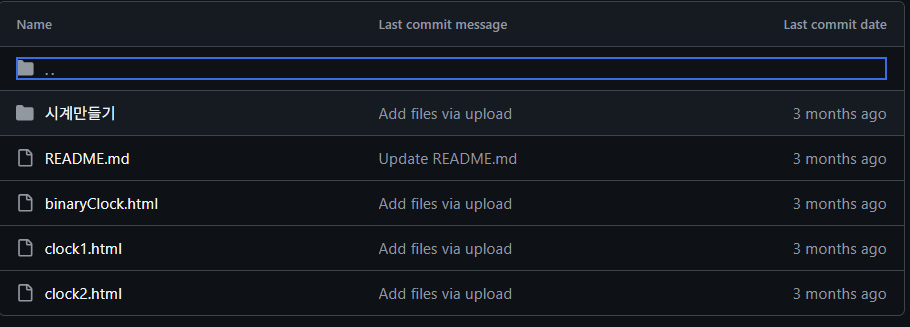 Name Last commit message Last commit date
..
시계만들기 Add files via upload 3 months ago
README.md Update README.md 3 months ago
binaryClock.html Add files via upload 3 months ago
clock1.html Add files via upload 3 months ago
clock2.html Add files via upload 3 months ago